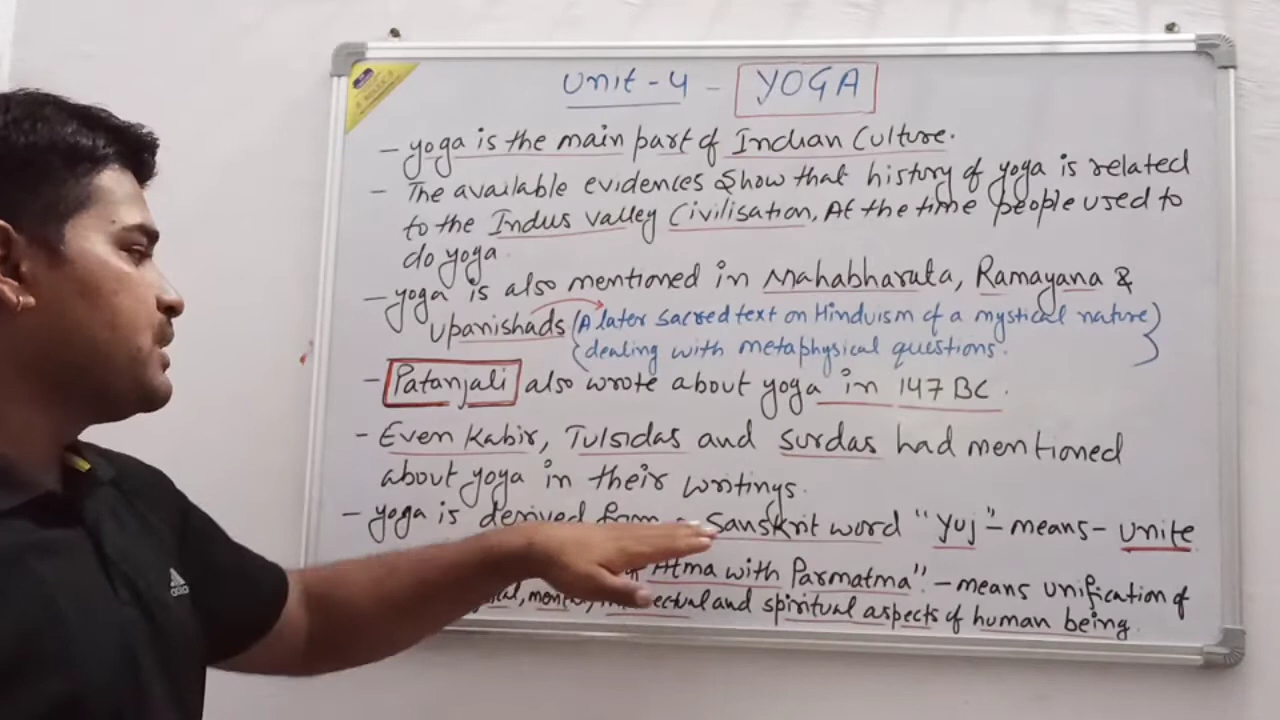 Unit - 4 - YOGA
- yoga is the main part of Indian Culture.
- The available evidences show that history of yoga is related
to the Indus Valley Civilisation, At the time people used to
do yoga.
- yoga is also mentioned in Mahabharata, Ramayana &
Upanishads (A later sacred text on Hinduism of a mystical nature)
(dealing with metaphysical questions.
- Patanjali also wrote about yoga in 147 BC.
- Even Kabir, Tulsidas and Surdas had mentioned
about yoga in their writings.
- yoga is derived from Sanskrit word "Yuj" - means - unite
Atma with Parmatma" - means unification of
and spiritual aspects of human being.